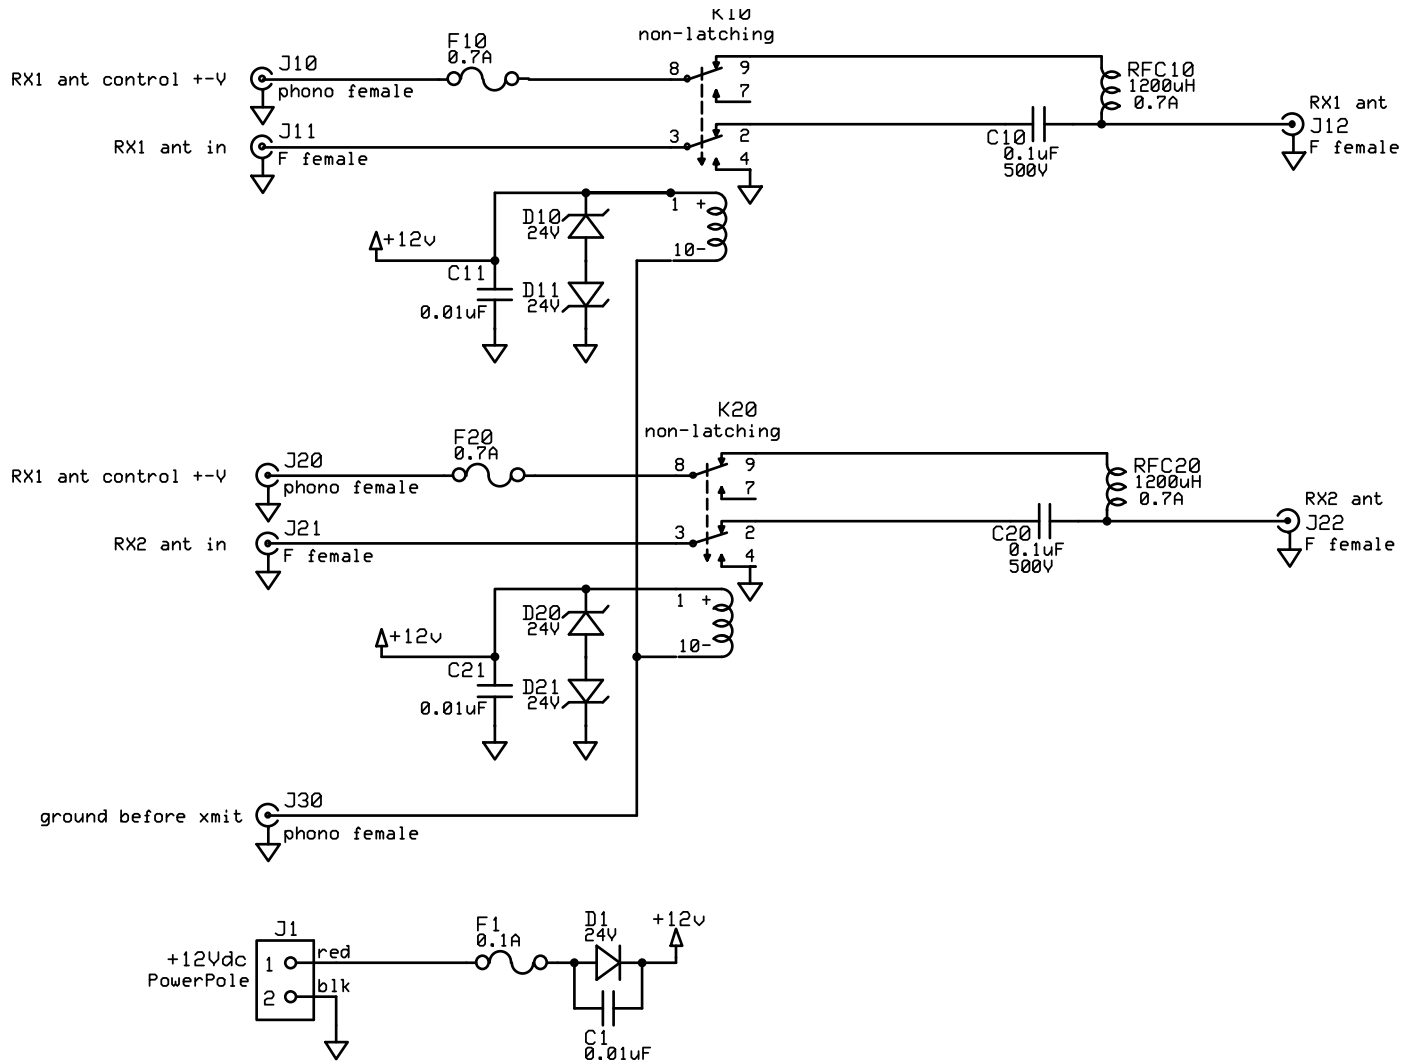 K10
non-latching
F10
0.7A
J10
RX1 ant control +-V
phono female
8
9
7
RFC10
1200uH
0.7A
RX1 ant
J12
F female
J11
RX1 ant in
F female
3
2
4
C10
0.1uF
500V
D10
24V
1 +
10-
+12v
C11
0.01uF
D11
24V
K20
non-latching
F20
0.7A
J20
RX1 ant control +-V
phono female
8
9
7
RFC20
1200uH
0.7A
RX2 ant
J22
F female
J21
RX2 ant in
F female
3
2
4
C20
0.1uF
500V
D20
24V
1 +
10-
+12v
C21
0.01uF
D21
24V
J30
ground before xmit
phono female
J1
+12Vdc
PowerPole
1
red
2
blk
F1
0.1A
D1
24V
+12v
C1
0.01uF